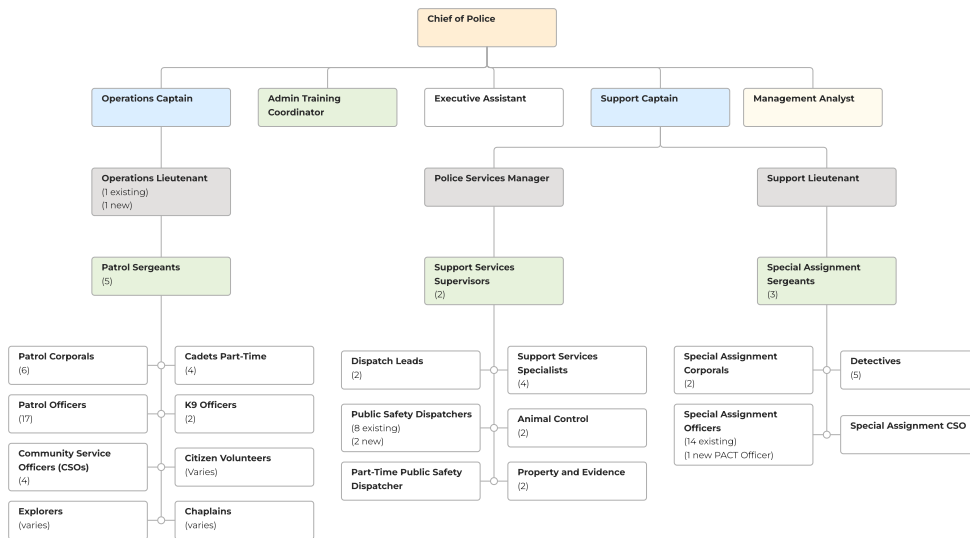 Chief of Police
Operations Captain
Admin Training
Coordinator
Executive Assistant
Support Captain
Management Analyst
Operations Lieutenant
(1 existing)
(1 new)
Police Services Manager
Support Lieutenant
Patrol Sergeants
(5)
Support Services
Supervisors
(2)
Special Assignment
Sergeants
(3)
Patrol Corporals
(6)
Cadets Part-Time
(4)
Patrol Officers
(17)
K9 Officers
(2)
Community Service
Officers (CSOs)
(4)
Citizen Volunteers
(Varies)
Explorers
(varies)
Chaplains
(varies)
Dispatch Leads
(2)
Support Services
Specialists
(4)
Public Safety Dispatchers
(8 existing)
(2 new)
Animal Control
(2)
Part-Time Public Safety
Dispatcher
Property and Evidence
(2)
Special Assignment
Corporals
(2)
Detectives
(5)
Special Assignment
Officers
(14 existing)
(1 new PACT Officer)
Special Assignment CSO